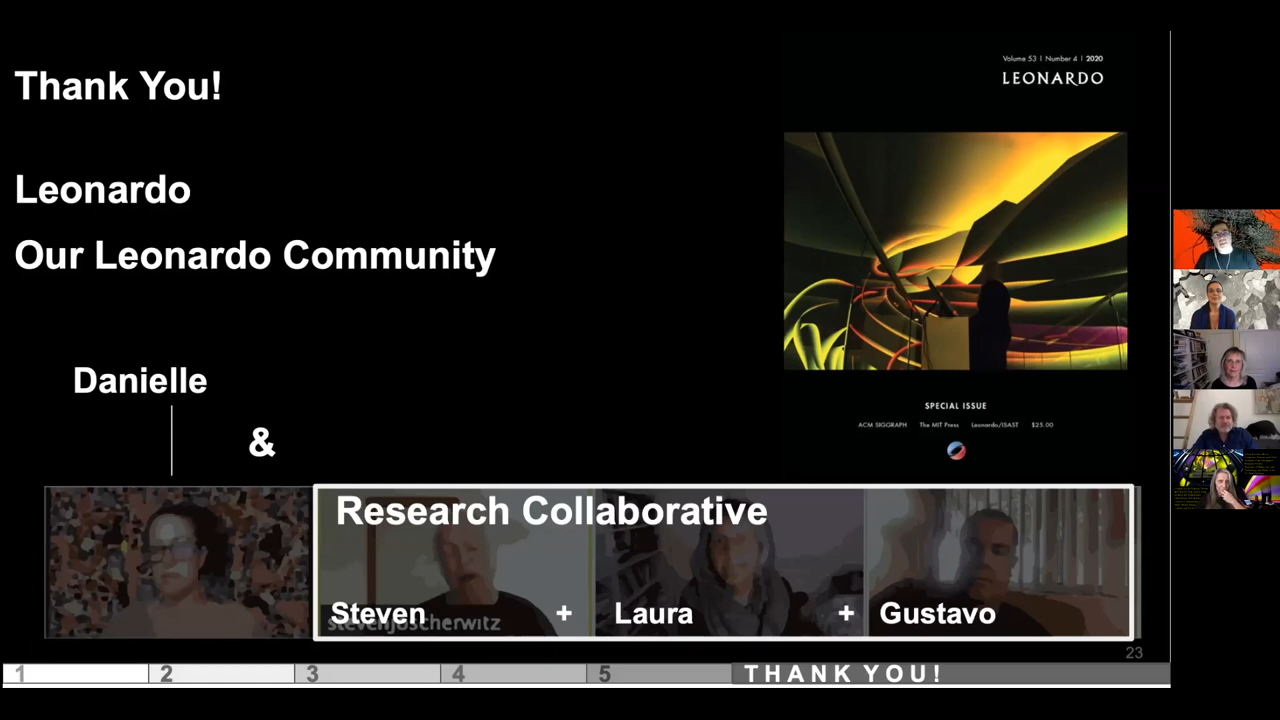 Thank You!
Leonardo
Our Leonardo Community
Danielle
&
Volume 53 | Number 4 | 2020
LEONARDO
SPECIAL ISSUE
ACM SIGGRAPH The MIT Press Leonardo/ISAST $25.00
Research Collaborative
Steven + Laura + Gustavo
stevenjoscherwitz
23
1 2 3 4 5 THANK YOU!